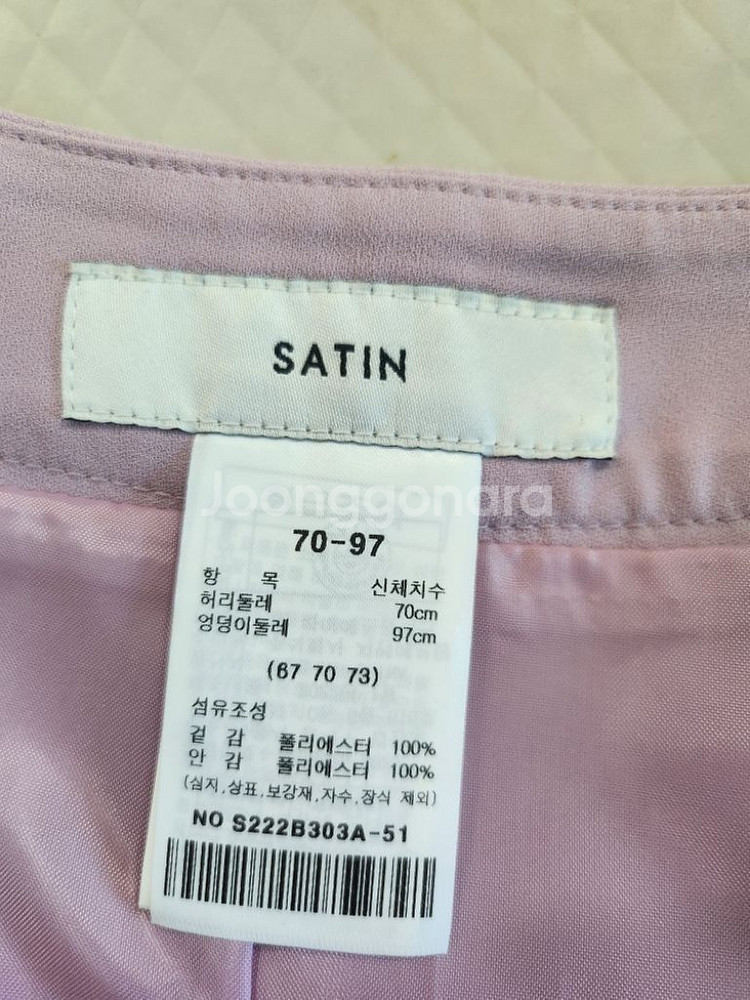 SATIN
Joonggonara
70-97
항 목 신체치수
허리둘레 70cm
엉덩이둘레 97cm
(67 70 73)
섬유조성
겉 감 폴리에스터 100%
안 감 폴리에스터 100%
(심지,상표,보강재,자수,장식 제외)
NO S222B303A-51